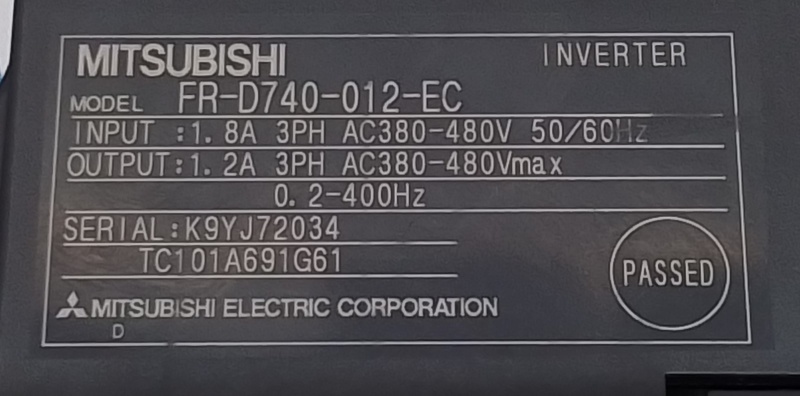 MITSUBISHI INVERTER
MODEL FR-D740-012-EC
INPUT :1.8A 3PH AC380-480V 50/60Hz
OUTPUT:1.2A 3PH AC380-480Vmax
0.2-400Hz
SERIAL:K9YJ72034
TC101A691G61
PASSED
MITSUBISHI ELECTRIC CORPORATION
D